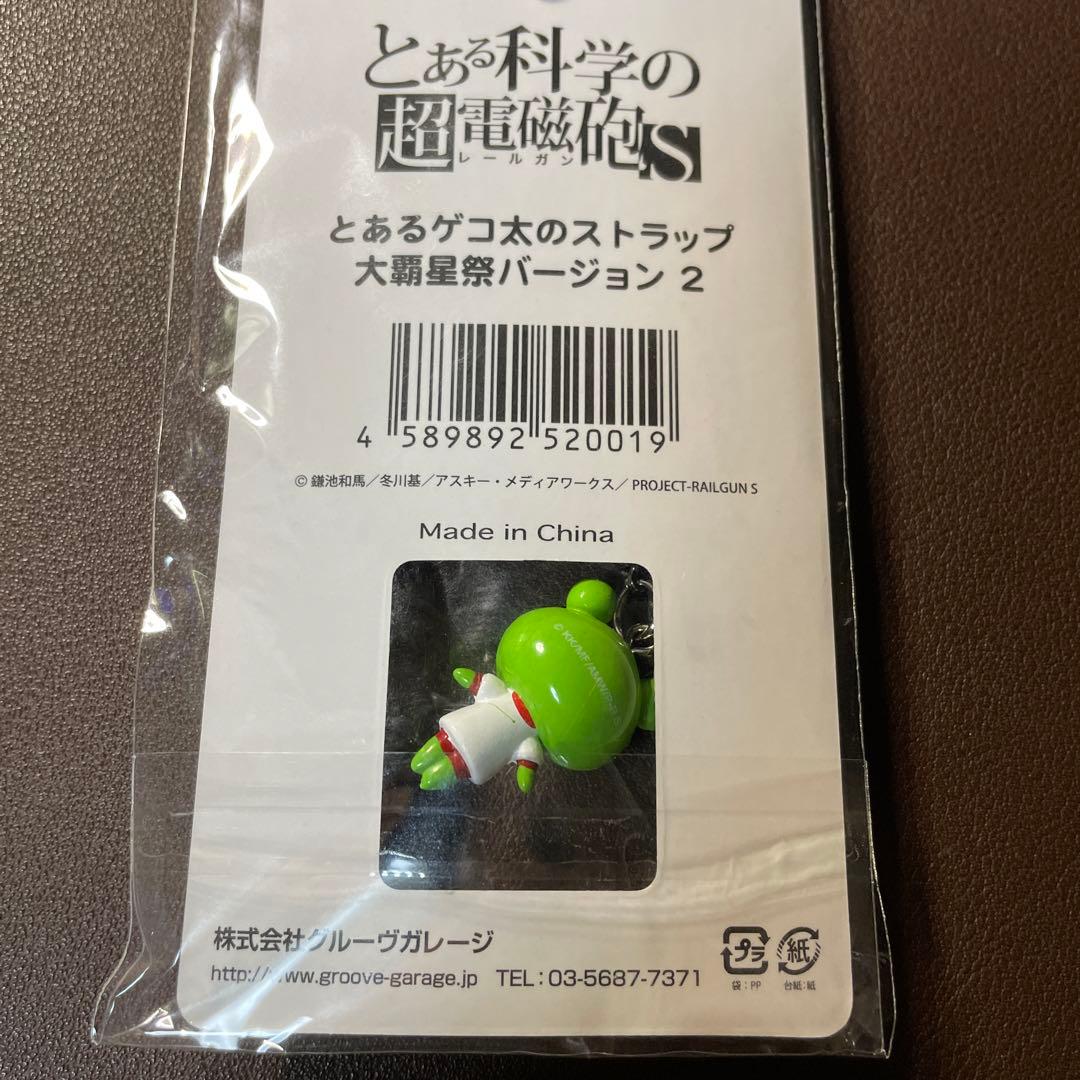 とある科学の
超電磁砲S
レールガン
とあるゲコ太のストラップ
大覇星祭バージョン 2
4 589892 520019
© 鎌池和馬／冬川基／アスキー・メディアワークス／ PROJECT-RAILGUN S
Made in China
© KK/MF/AMW/P-R S
株式会社グルーヴガレージ
http://www.groove-garage.jp TEL：03-5687-7371
プラ 紙
袋：PP 台紙：紙